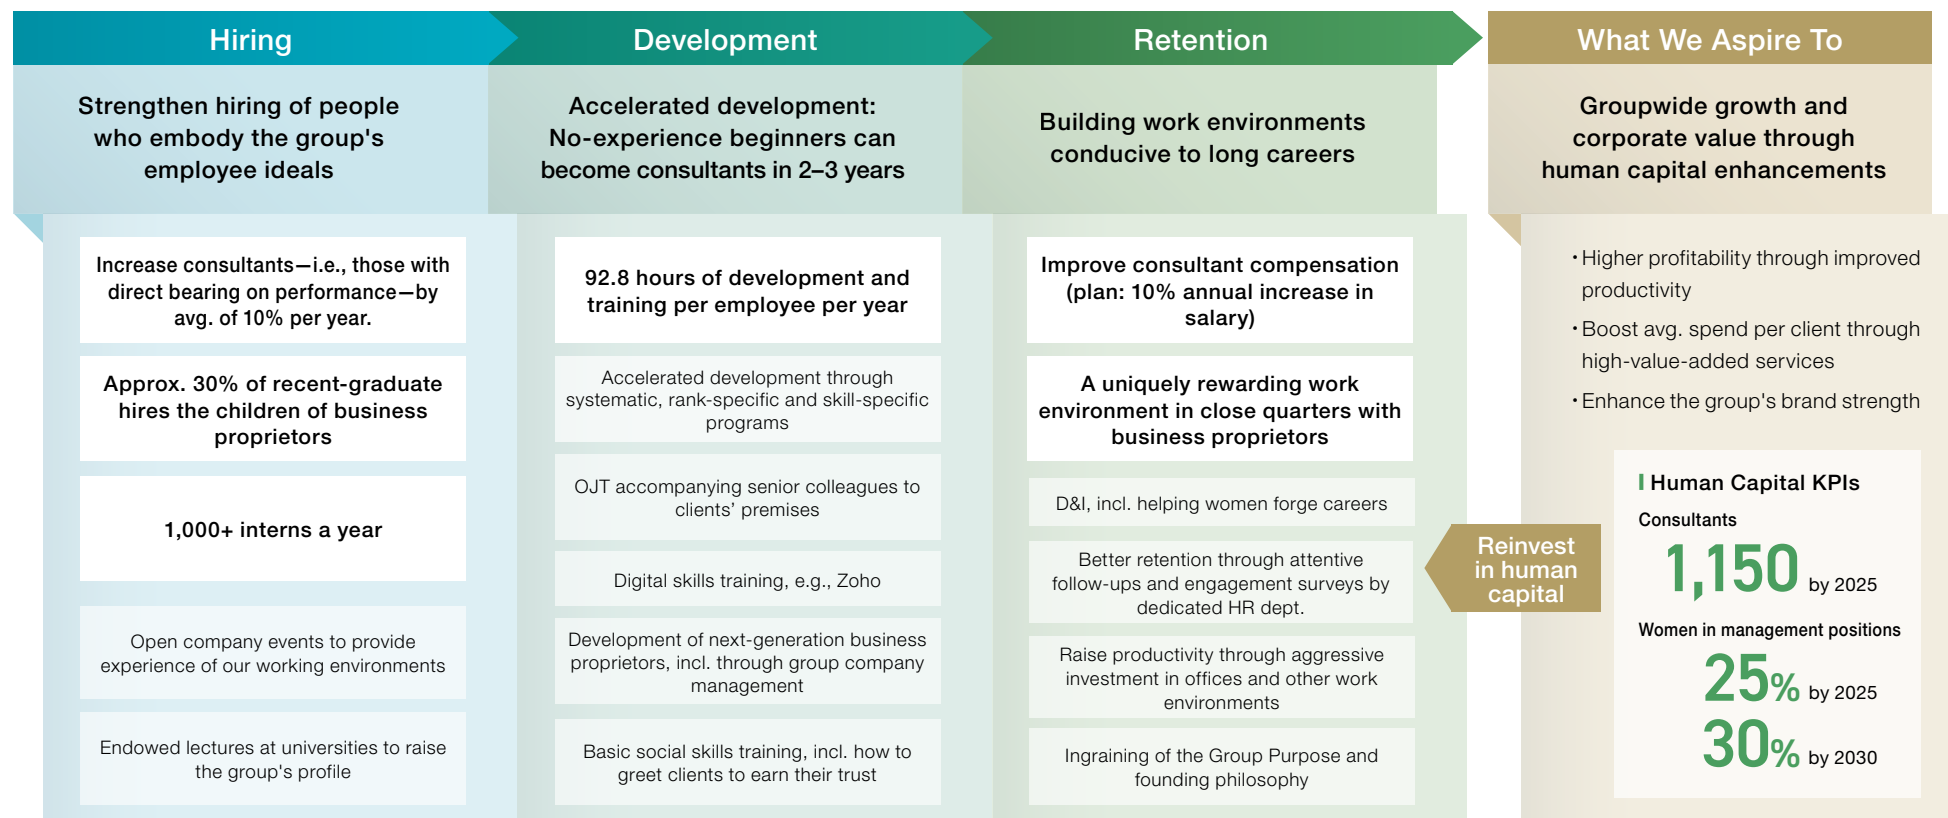 Hiring
Strengthen hiring of people
who embody the group's
employee ideals
Increase consultants—i.e., those with
direct bearing on performance—by
avg. of 10% per year.
Approx. 30% of recent-graduate
hires the children of business
proprietors
1,000+ interns a year
Open company events to provide
experience of our working environments
Endowed lectures at universities to raise
the group's profile
Development
Accelerated development:
No-experience beginners can
become consultants in 2–3 years
92.8 hours of development and
training per employee per year
Accelerated development through
systematic, rank-specific and skill-specific
programs
OJT accompanying senior colleagues to
clients’ premises
Digital skills training, e.g., Zoho
Development of next-generation business
proprietors, incl. through group company
management
Basic social skills training, incl. how to
greet clients to earn their trust
Retention
Building work environments
conducive to long careers
Improve consultant compensation
(plan: 10% annual increase in
salary)
A uniquely rewarding work
environment in close quarters with
business proprietors
D&I, incl. helping women forge careers
Better retention through attentive
follow-ups and engagement surveys by
dedicated HR dept.
Raise productivity through aggressive
investment in offices and other work
environments
Ingraining of the Group Purpose and
founding philosophy
What We Aspire To
Groupwide growth and
corporate value through
human capital enhancements
・Higher profitability through improved
productivity
・Boost avg. spend per client through
high-value-added services
・Enhance the group's brand strength
Reinvest
in human
capital
Human Capital KPIs
Consultants
1,150 by 2025
Women in management positions
25% by 2025
30% by 2030